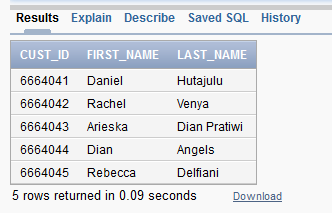 Results Explain Describe Saved SQL History
CUST_ID FIRST_NAME LAST_NAME
6664041 Daniel Hutajulu
6664042 Rachel Venya
6664043 Arieska Dian Pratiwi
6664044 Dian Angels
6664045 Rebecca Delfiani
5 rows returned in 0.09 seconds Download